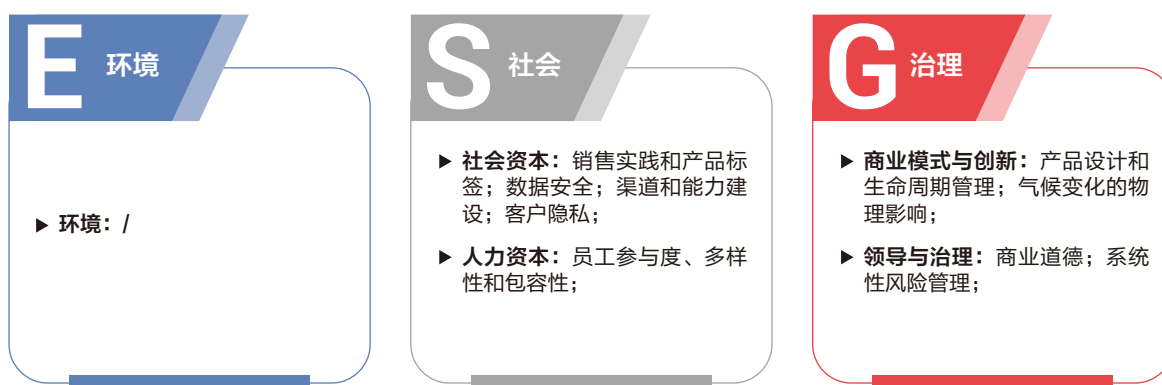 E 环境
▶ 环境：/
S 社会
▶ 社会资本：销售实践和产品标
签；数据安全；渠道和能力建
设；客户隐私；
▶ 人力资本：员工参与度、多样
性和包容性；
G 治理
▶ 商业模式与创新：产品设计和
生命周期管理；气候变化的物
理影响；
▶ 领导与治理：商业道德；系统
性风险管理；